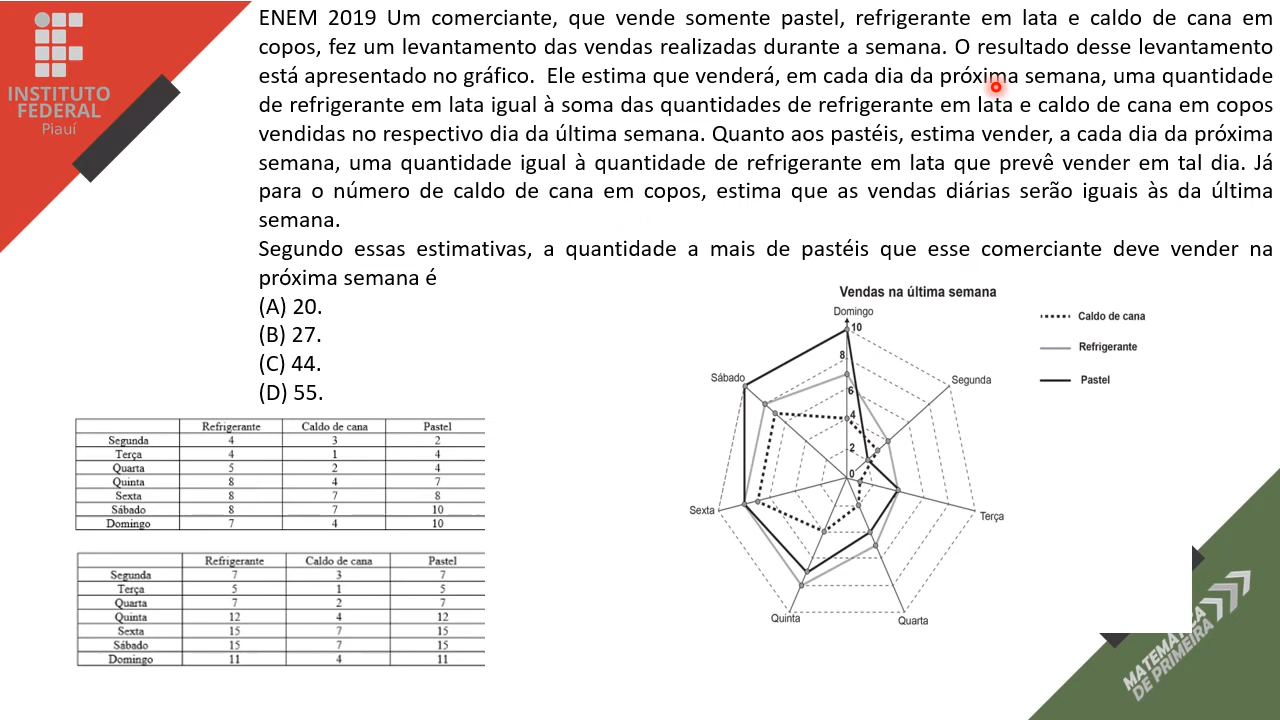 INSTITUTO
FEDERAL
Piauí
ENEM 2019 Um comerciante, que vende somente pastel, refrigerante em lata e caldo de cana em
copos, fez um levantamento das vendas realizadas durante a semana. O resultado desse levantamento
está apresentado no gráfico. Ele estima que venderá, em cada dia da próxima semana, uma quantidade
de refrigerante em lata igual à soma das quantidades de refrigerante em lata e caldo de cana em copos
vendidas no respectivo dia da última semana. Quanto aos pastéis, estima vender, a cada dia da próxima
semana, uma quantidade igual à quantidade de refrigerante em lata que prevê vender em tal dia. Já
para o número de caldo de cana em copos, estima que as vendas diárias serão iguais às da última
semana.
Segundo essas estimativas, a quantidade a mais de pastéis que esse comerciante deve vender na
próxima semana é
(A) 20.
(B) 27.
(C) 44.
(D) 55.
Refrigerante Caldo de cana Pastel
Segunda 4 3 2
Terça 4 1 4
Quarta 5 2 4
Quinta 8 4 7
Sexta 8 7 8
Sábado 8 7 10
Domingo 7 4 10
Refrigerante Caldo de cana Pastel
Segunda 7 3 7
Terça 5 1 5
Quarta 7 2 7
Quinta 12 4 12
Sexta 15 7 15
Sábado 15 7 15
Domingo 11 4 11
Vendas na última semana
Domingo
10
8
6
4
2
0
Segunda
Terça
Quarta
Quinta
Sexta
Sábado
Caldo de cana
Refrigerante
Pastel
MATEMÁTICA
DE PRIMEIRA